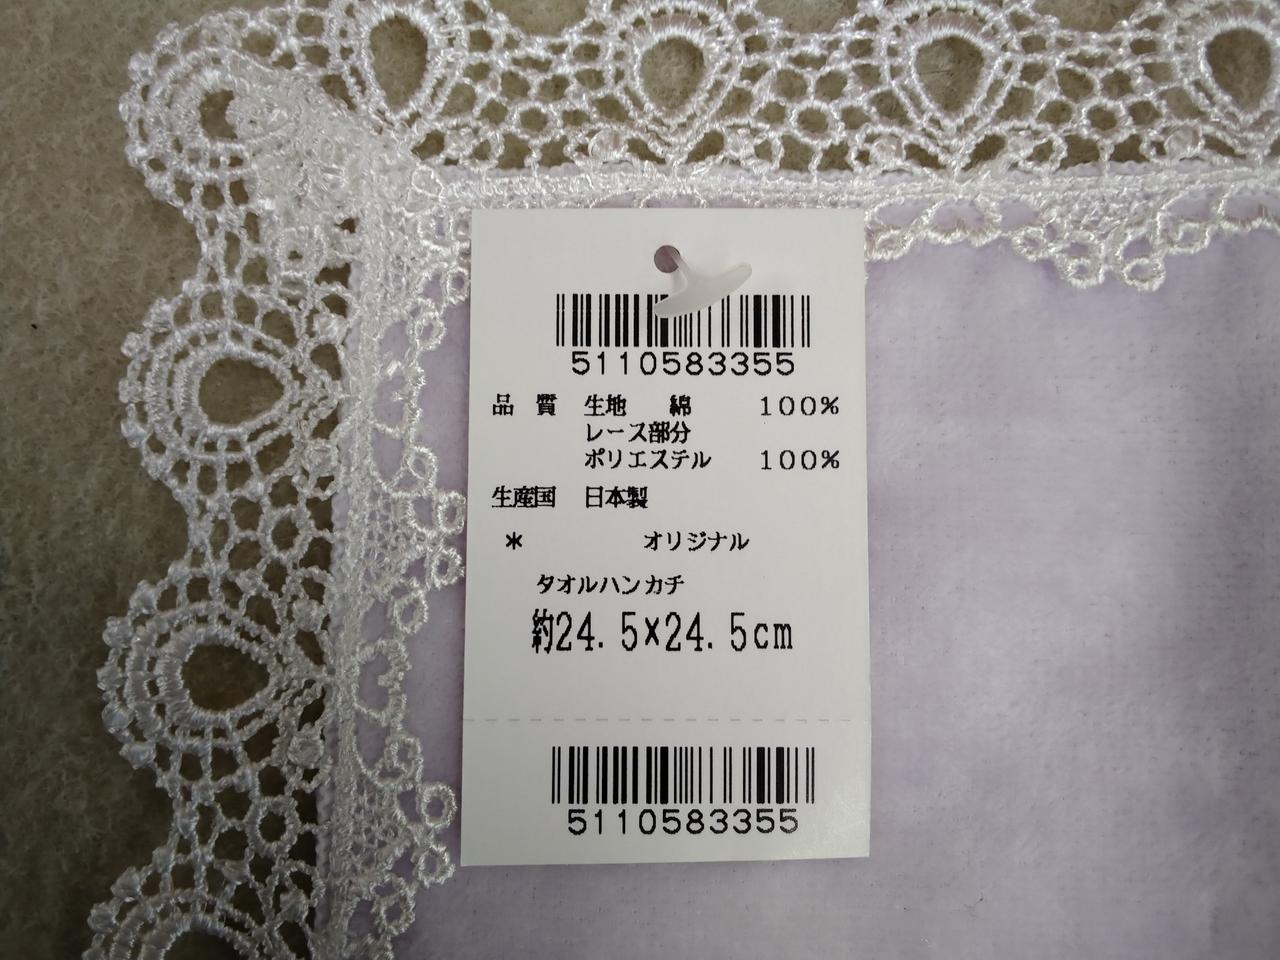 5110583355
品 質 生地 綿 100%
レース部分
ポリエステル 100%
生産国 日本製
* オリジナル
タオルハンカチ
約24.5×24.5cm
5110583355